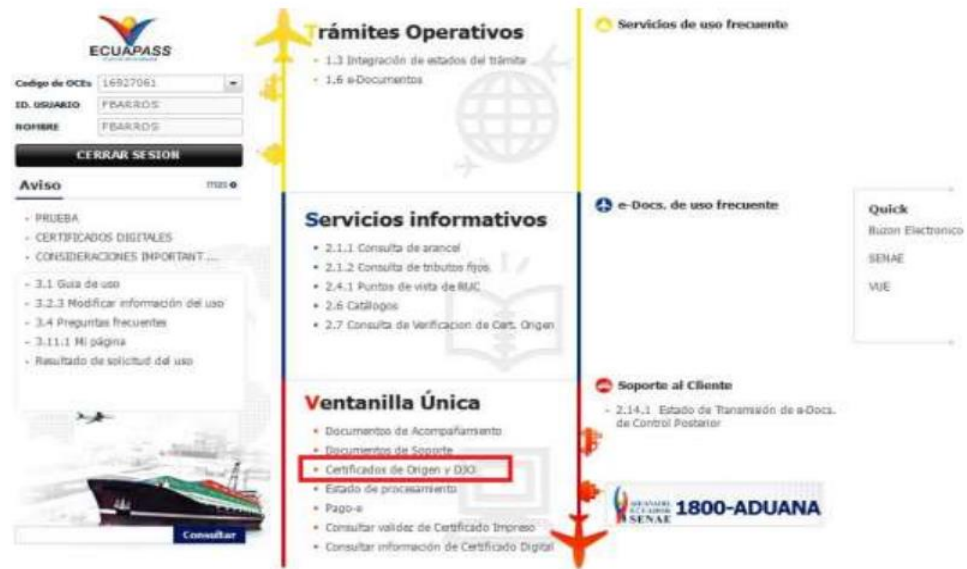 ECUAPASS
Codigo de OCEs 16927061
ID. USUARIO FBARROS
NOMBRE FBARROS
CERRAR SESION
Aviso mas
- PRUEBA
- CERTIFICADOS DIGITALES
- CONSIDERACIONES IMPORTANT....
- 3.1 Guia de uso
- 3.2.3 Modificar información del uso
- 3.4 Preguntas frecuentes
- 3.11.1 Mi página
- Resultado de solicitud del uso
Consultar
Trámites Operativos
• 1.3 Integración de estados del trámite
• 1.6 e-Documentos
Servicios informativos
• 2.1.1 Consulta de arancel
• 2.1.2 Consulta de tributos fijos
• 2.4.1 Puntos de vista de RUC
• 2.6 Catálogos
• 2.7 Consulta de Verificacion de Cert. Origen
Ventanilla Única
• Documentos de Acompañamiento
• Documentos de Soporte
• Certificados de Origen y DJO
• Estado de procesamiento
• Pago-e
• Consultar validez de Certificado Impreso
• Consultar información de Certificado Digital
Servicios de uso frecuente
e-Docs. de uso frecuente
Soporte al Cliente
- 2.14.1 Estado de Transmisión de e-Docs.
de Control Posterior
ADUANA DEL
ECUADOR
SENAE
1800-ADUANA
Quick
Buzon Electronico
SENAE
VUE